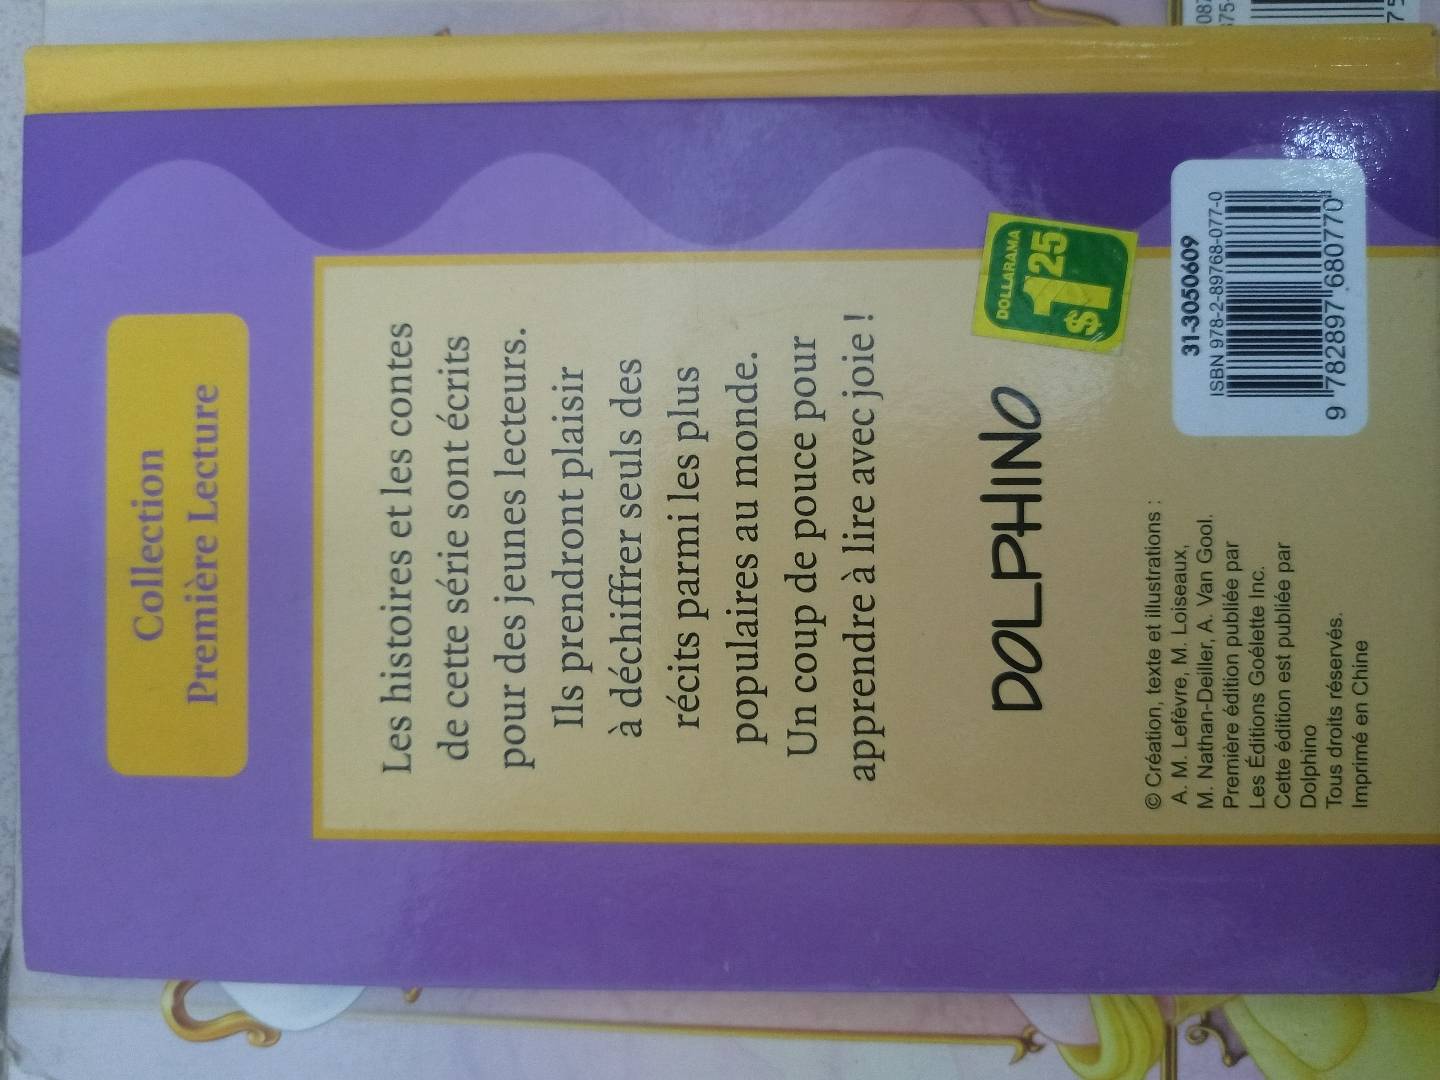 Collection
Première Lecture
Les histoires et les contes
de cette série sont écrits
pour des jeunes lecteurs.
Ils prendront plaisir
à déchiffrer seuls des
récits parmi les plus
populaires au monde.
Un coup de pouce pour
apprendre à lire avec joie !
DOLLARAMA
$1.25
DOLPHINO
© Création, texte et illustrations :
A. M. Lefèvre, M. Loiseaux,
M. Nathan-Deiller, A. Van Gool.
Première édition publiée par
Les Éditions Goélette Inc.
Cette édition est publiée par
Dolphino
Tous droits réservés.
Imprimé en Chine
31-3050609
ISBN 978-2-89768-077-0
9 782897 680770